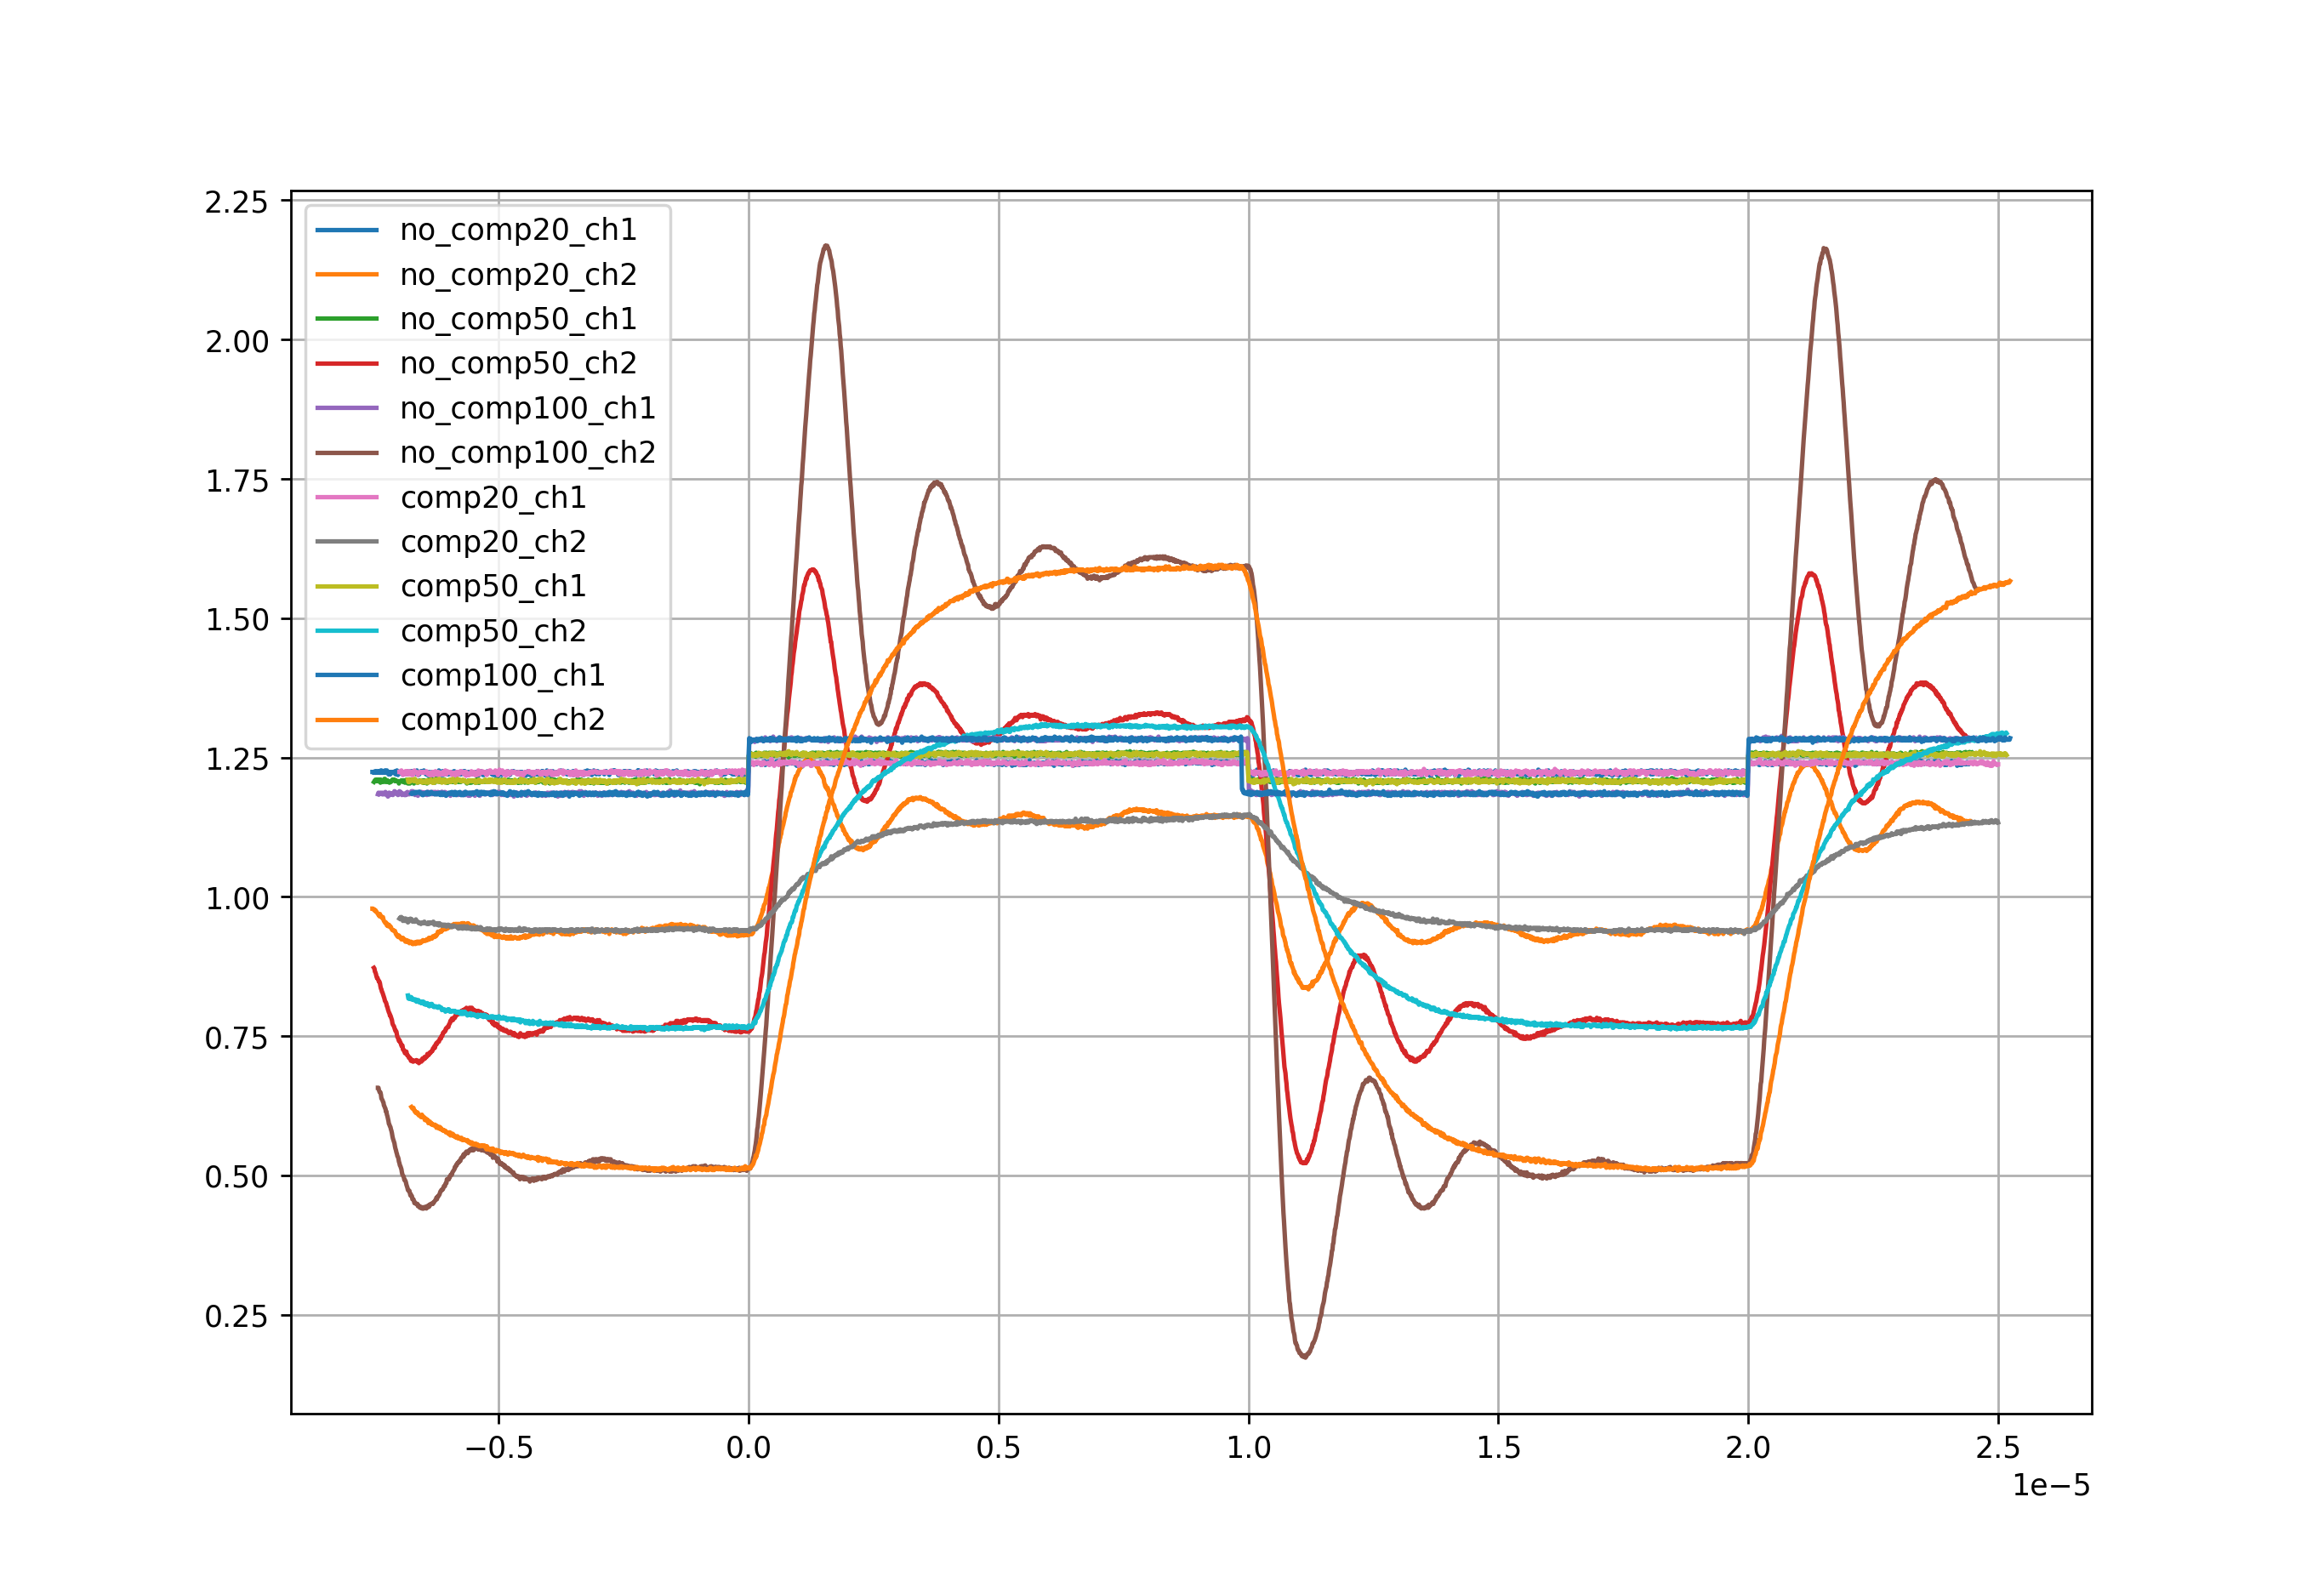 2.25
2.00
1.75
1.50
1.25
1.00
0.75
0.50
0.25
no_comp20_ch1
no_comp20_ch2
no_comp50_ch1
no_comp50_ch2
no_comp100_ch1
no_comp100_ch2
comp20_ch1
comp20_ch2
comp50_ch1
comp50_ch2
comp100_ch1
comp100_ch2
−0.5 0.0 0.5 1.0 1.5 2.0 2.5
1e−5